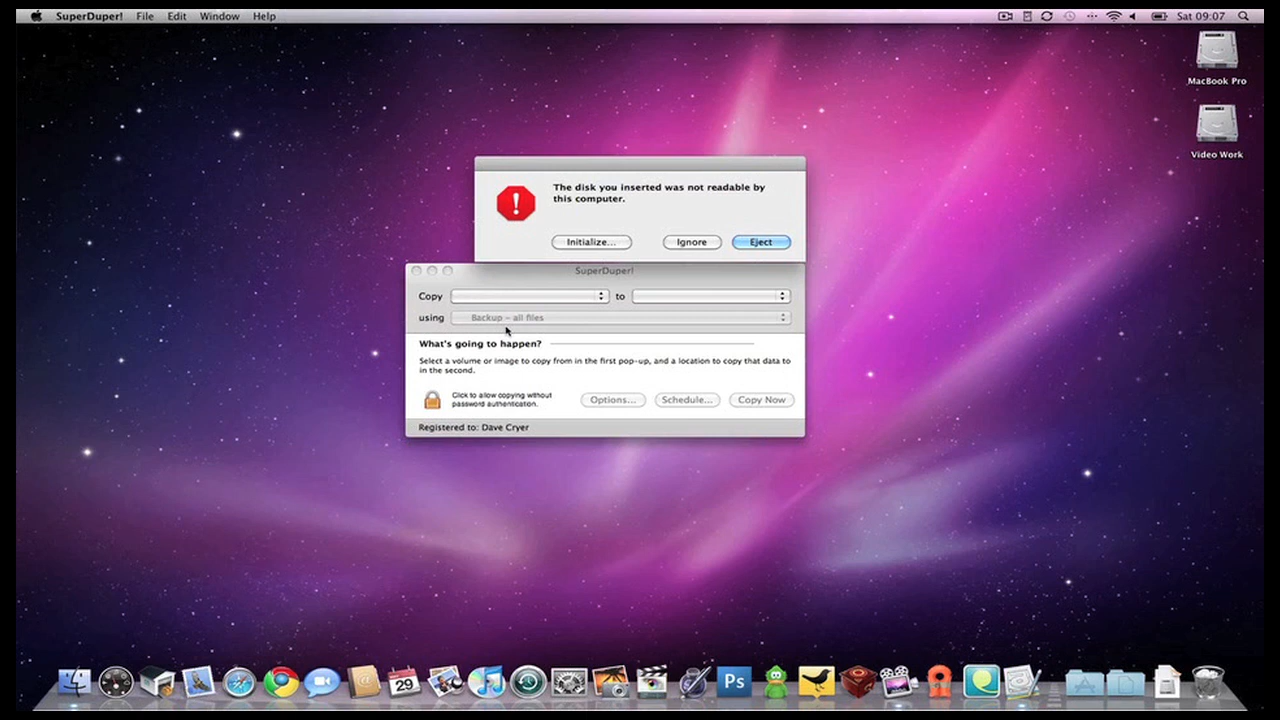 SuperDuper! File Edit Window Help Sat 09:07
MacBook Pro
Video Work
The disk you inserted was not readable by
this computer.
Initialize... Ignore Eject
SuperDuper!
Copy to
using Backup – all files
What's going to happen?
Select a volume or image to copy from in the first pop-up, and a location to copy that data to
in the second.
Click to allow copying without
password authentication.
Options... Schedule... Copy Now
Registered to: Dave Cryer
29
Ps